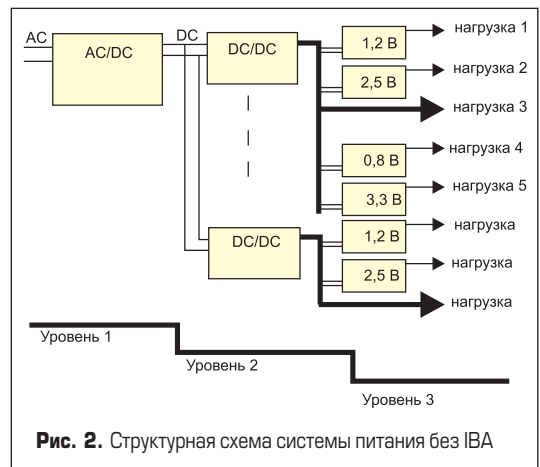 AC
AC/DC
DC
DC/DC
1,2 В
нагрузка 1
2,5 В
нагрузка 2
нагрузка 3
0,8 В
нагрузка 4
3,3 В
нагрузка 5
DC/DC
1,2 В
нагрузка
2,5 В
нагрузка
нагрузка
Уровень 1
Уровень 2
Уровень 3
Рис. 2. Структурная схема системы питания без IBA